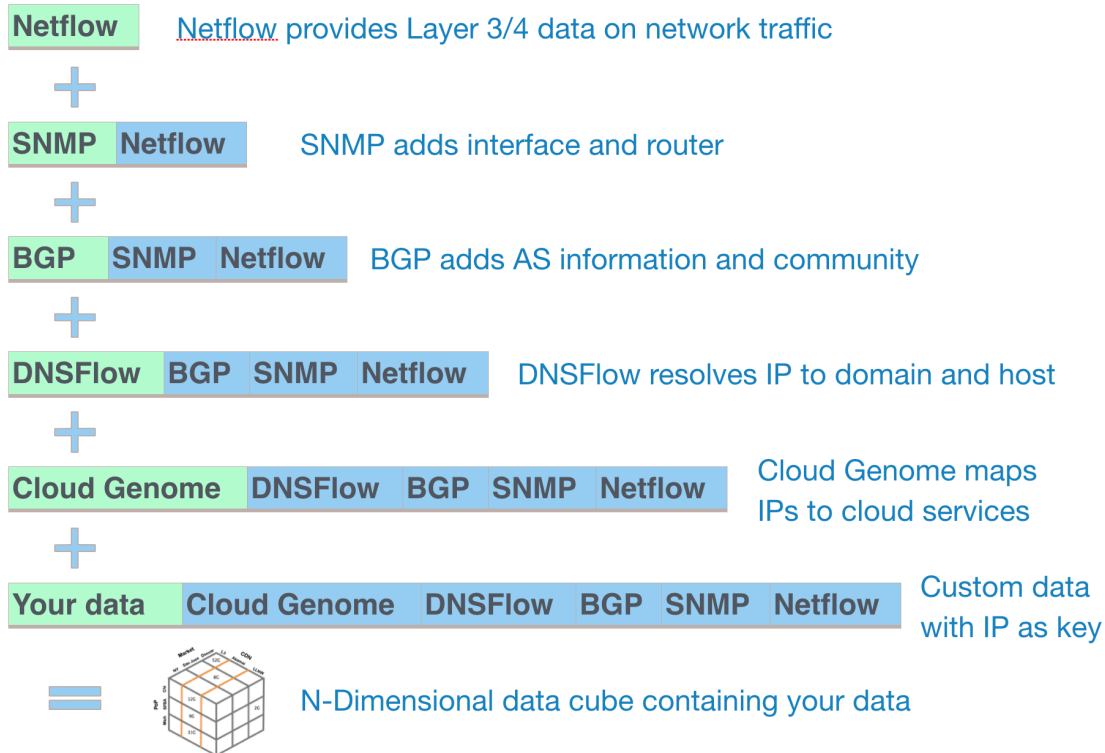 Netflow Netflow provides Layer 3/4 data on network traffic
SNMP Netflow SNMP adds interface and router
BGP SNMP Netflow BGP adds AS information and community
DNSFlow BGP SNMP Netflow DNSFlow resolves IP to domain and host
Cloud Genome DNSFlow BGP SNMP Netflow
Cloud Genome maps
IPs to cloud services
Your data Cloud Genome DNSFlow BGP SNMP Netflow
Custom data
with IP as key
Market
CDN
PoP
N-Dimensional data cube containing your data